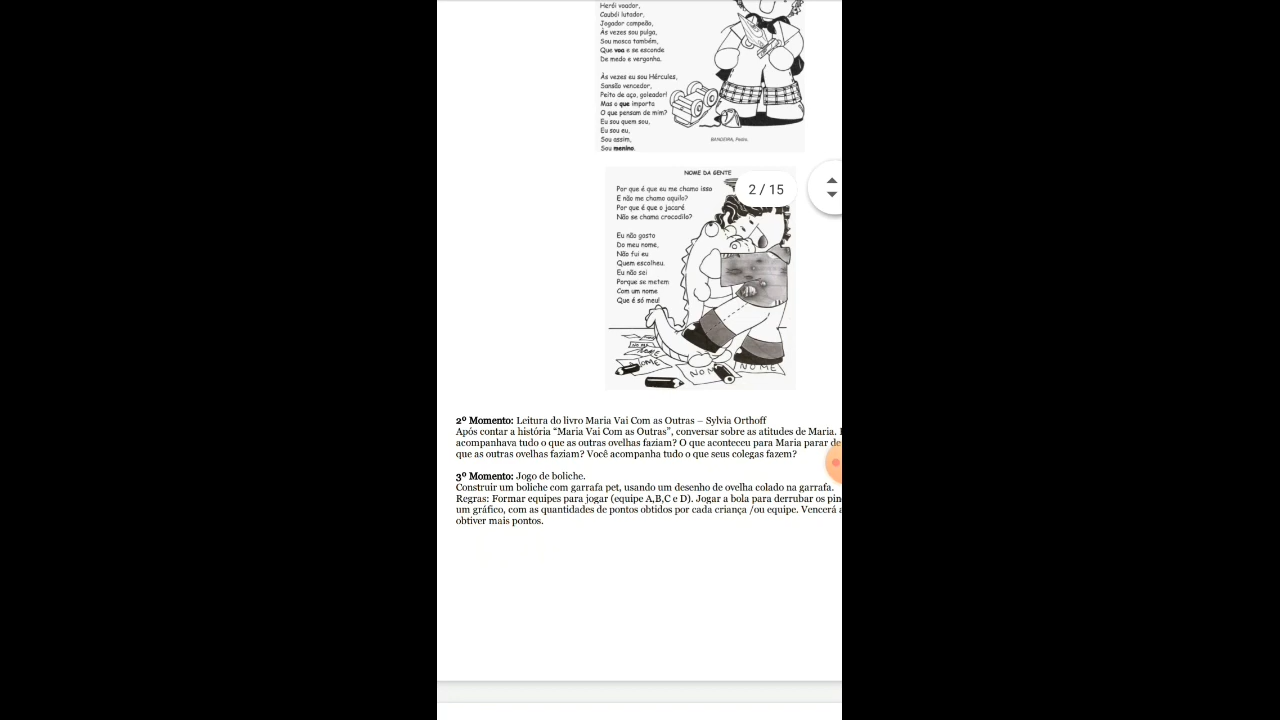 Herói voador,
Caubói lutador,
Jogador campeão,
Às vezes sou pulga,
Sou mosca também,
Que voa e se esconde
De medo e vergonha.
Às vezes eu sou Hércules,
Sansão vencedor,
Peito de aço, goleador!
Mas o que importa
O que pensam de mim?
Eu sou quem sou,
Eu sou eu,
Sou assim,
Sou menino.
BANDEIRA, Pedro.
NOME DA GENTE
Por que é que eu me chamo isso
E não me chamo aquilo?
Por que é que o jacaré
Não se chama crocodilo?
Eu não gosto
Do meu nome,
Não fui eu
Quem escolheu.
Eu não sei
Porque se metem
Com um nome
Que é só meu!
2 / 15
NOME
NOME
NOME
NOM
NOME
2º Momento: Leitura do livro Maria Vai Com as Outras – Sylvia Orthoff
Após contar a história “Maria Vai Com as Outras”, conversar sobre as atitudes de Maria.
acompanhava tudo o que as outras ovelhas faziam? O que aconteceu para Maria parar de
que as outras ovelhas faziam? Você acompanha tudo o que seus colegas fazem?
3º Momento: Jogo de boliche.
Construir um boliche com garrafa pet, usando um desenho de ovelha colado na garrafa.
Regras: Formar equipes para jogar (equipe A,B,C e D). Jogar a bola para derrubar os pin
um gráfico, com as quantidades de pontos obtidos por cada criança /ou equipe. Vencerá a
obtiver mais pontos.